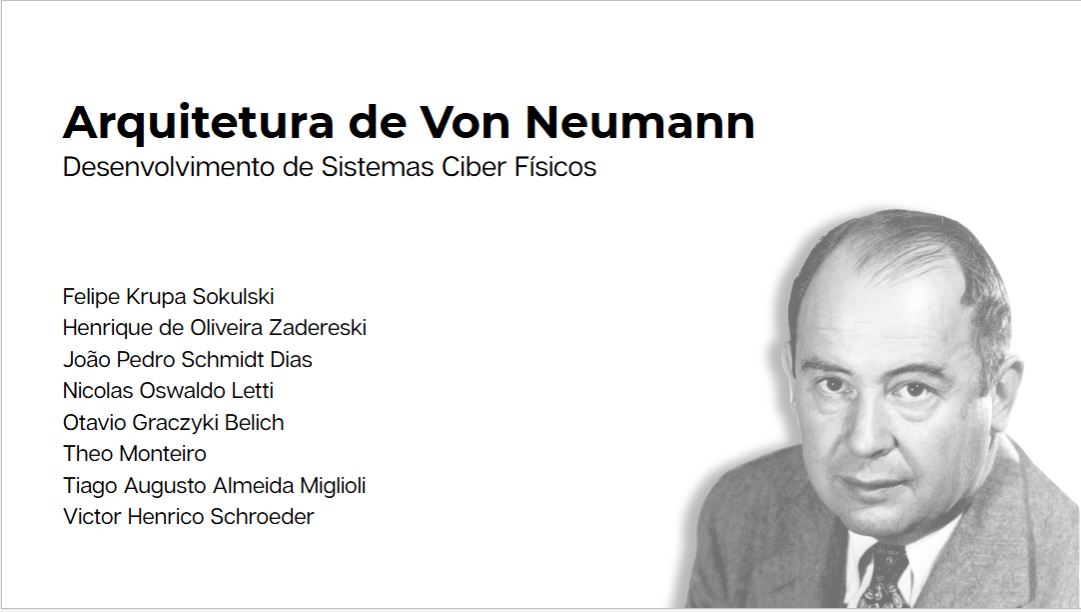 Arquitetura de Von Neumann
Desenvolvimento de Sistemas Ciber Físicos
Felipe Krupa Sokulski
Henrique de Oliveira Zadereski
João Pedro Schmidt Dias
Nicolas Oswaldo Letti
Otavio Graczyki Belich
Theo Monteiro
Tiago Augusto Almeida Miglioli
Victor Henrico Schroeder